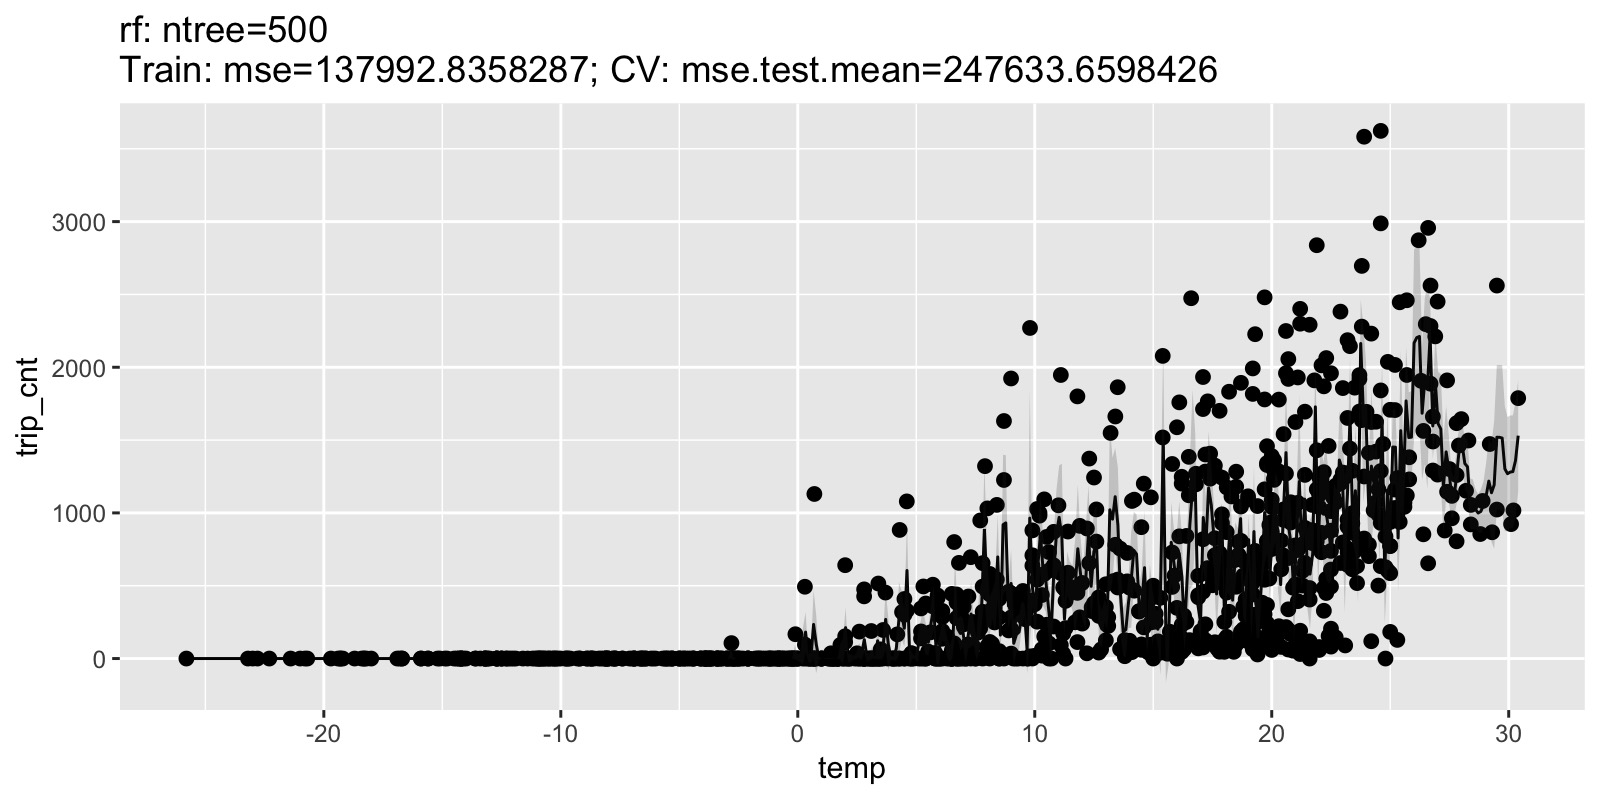 rf: ntree=500
Train: mse=137992.8358287; CV: mse.test.mean=247633.6598426
trip_cnt
3000
2000
1000
0
-20 -10 0 10 20 30
temp